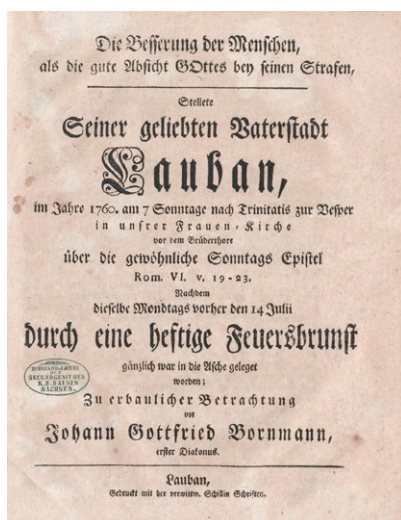 Die Besserung der Menschen,
als die gute Absicht GOttes bey seinen Strafen,
Stellete
Seiner geliebten Vaterstadt
Lauban,
im Jahre 1760. am 7 Sonntage nach Trinitatis zur Vesper
in unsrer Frauen-Kirche
vor dem Brüderthore
über die gewöhnliche Sonntags Epistel
Rom. VI. v. 19-23.
Nachdem
dieselbe Mondtags vorher den 14 Julii
durch eine heftige Feuersbrunst
gänzlich war in die Asche geleget
worden;
Zu erbaulicher Betrachtung
vor
Johann Gottfried Bornmann,
erster Diakonus.
Lauban,
Gedruckt mit der verwittw. Schillin Schriften.